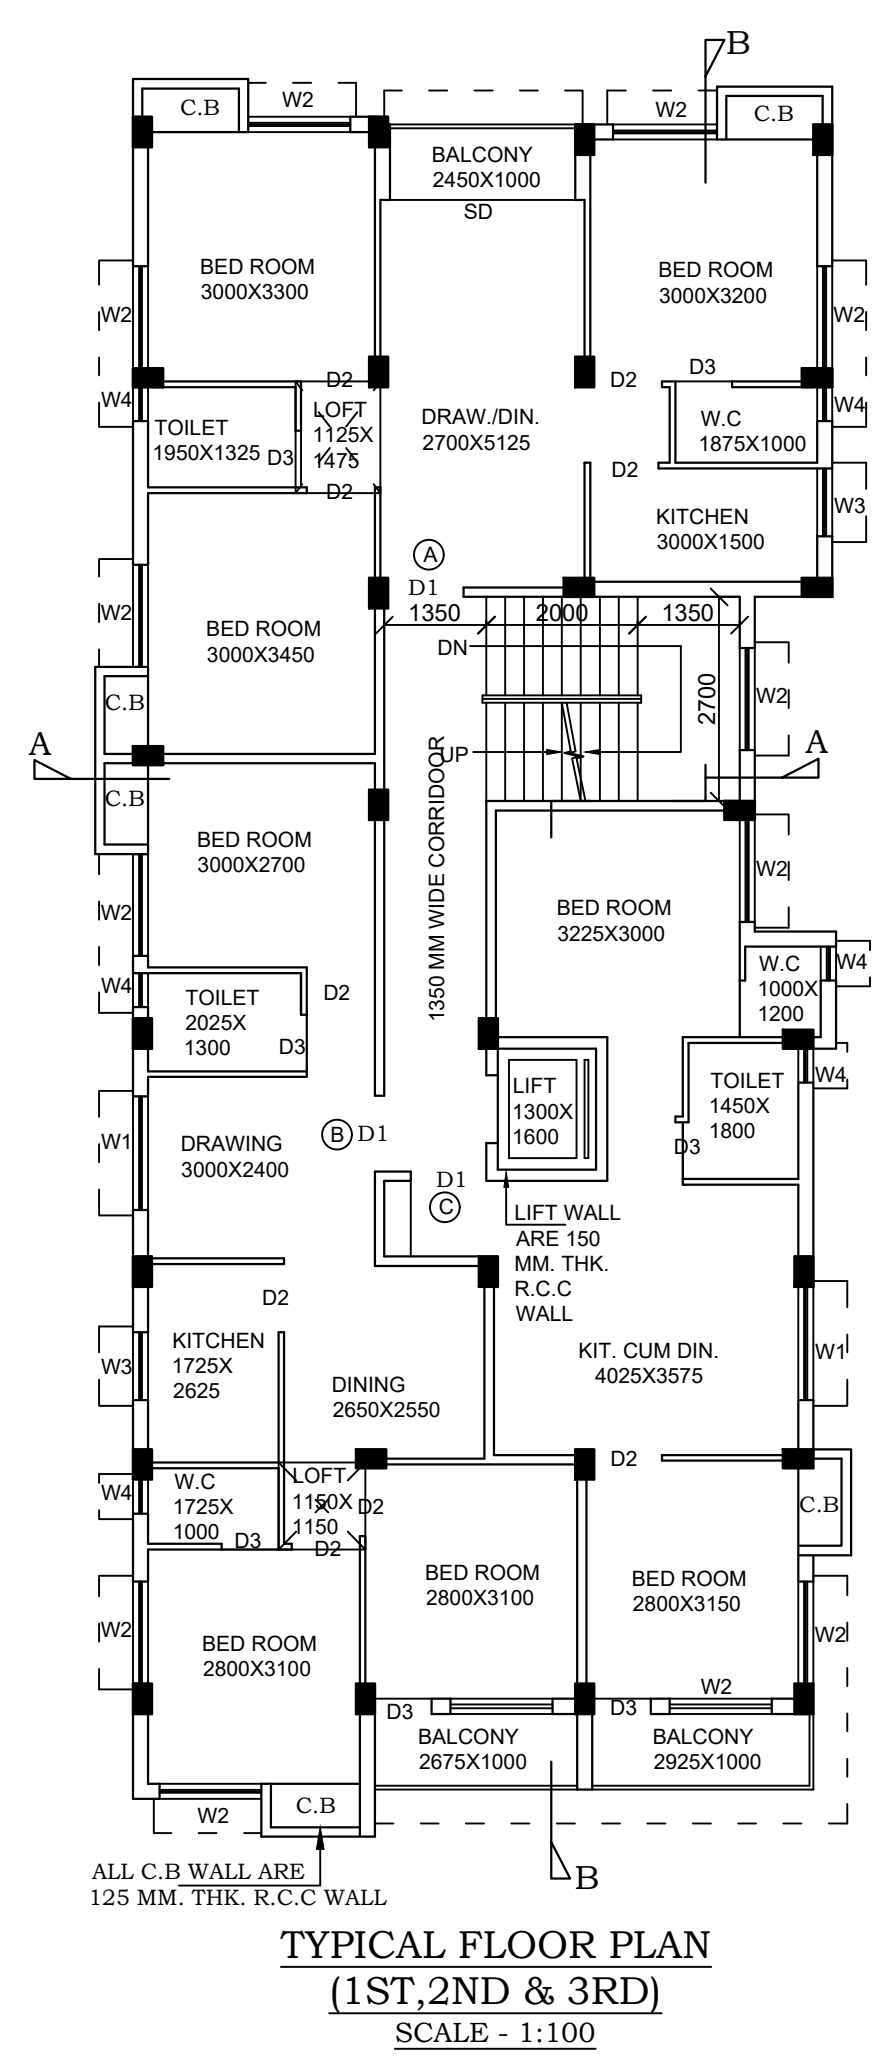 B
C.B
W2
W2
C.B
BALCONY
2450X1000
SD
BED ROOM
3000X3300
BED ROOM
3000X3200
W2
W2
D2
D2
D3
W4
LOFT
1125X
1475
TOILET
1950X1325
D3
DRAW./DIN.
2700X5125
W.C
1875X1000
W4
D2
D2
W3
KITCHEN
3000X1500
A
D1
1350
2000
1350
W2
BED ROOM
3000X3450
DN
2700
W2
C.B
A
UP
A
C.B
1350 MM WIDE CORRIDOOR
BED ROOM
3000X2700
W2
BED ROOM
3225X3000
W2
W.C
1000X
1200
W4
W4
TOILET
2025X
1300
D2
D3
LIFT
1300X
1600
TOILET
1450X
1800
W4
D3
W1
DRAWING
3000X2400
B
D1
D1
C
LIFT WALL
ARE 150
MM. THK.
R.C.C
WALL
D2
KITCHEN
1725X
2625
W3
DINING
2650X2550
KIT. CUM DIN.
4025X3575
W1
D2
W.C
1725X
1000
W4
LOFT
1150X
1150
D2
C.B
D3
D2
BED ROOM
2800X3100
BED ROOM
2800X3150
W2
W2
BED ROOM
2800X3100
W2
D3
D3
BALCONY
2675X1000
BALCONY
2925X1000
W2
C.B
ALL C.B WALL ARE
125 MM. THK. R.C.C WALL
B
TYPICAL FLOOR PLAN
(1ST,2ND & 3RD)
SCALE - 1:100